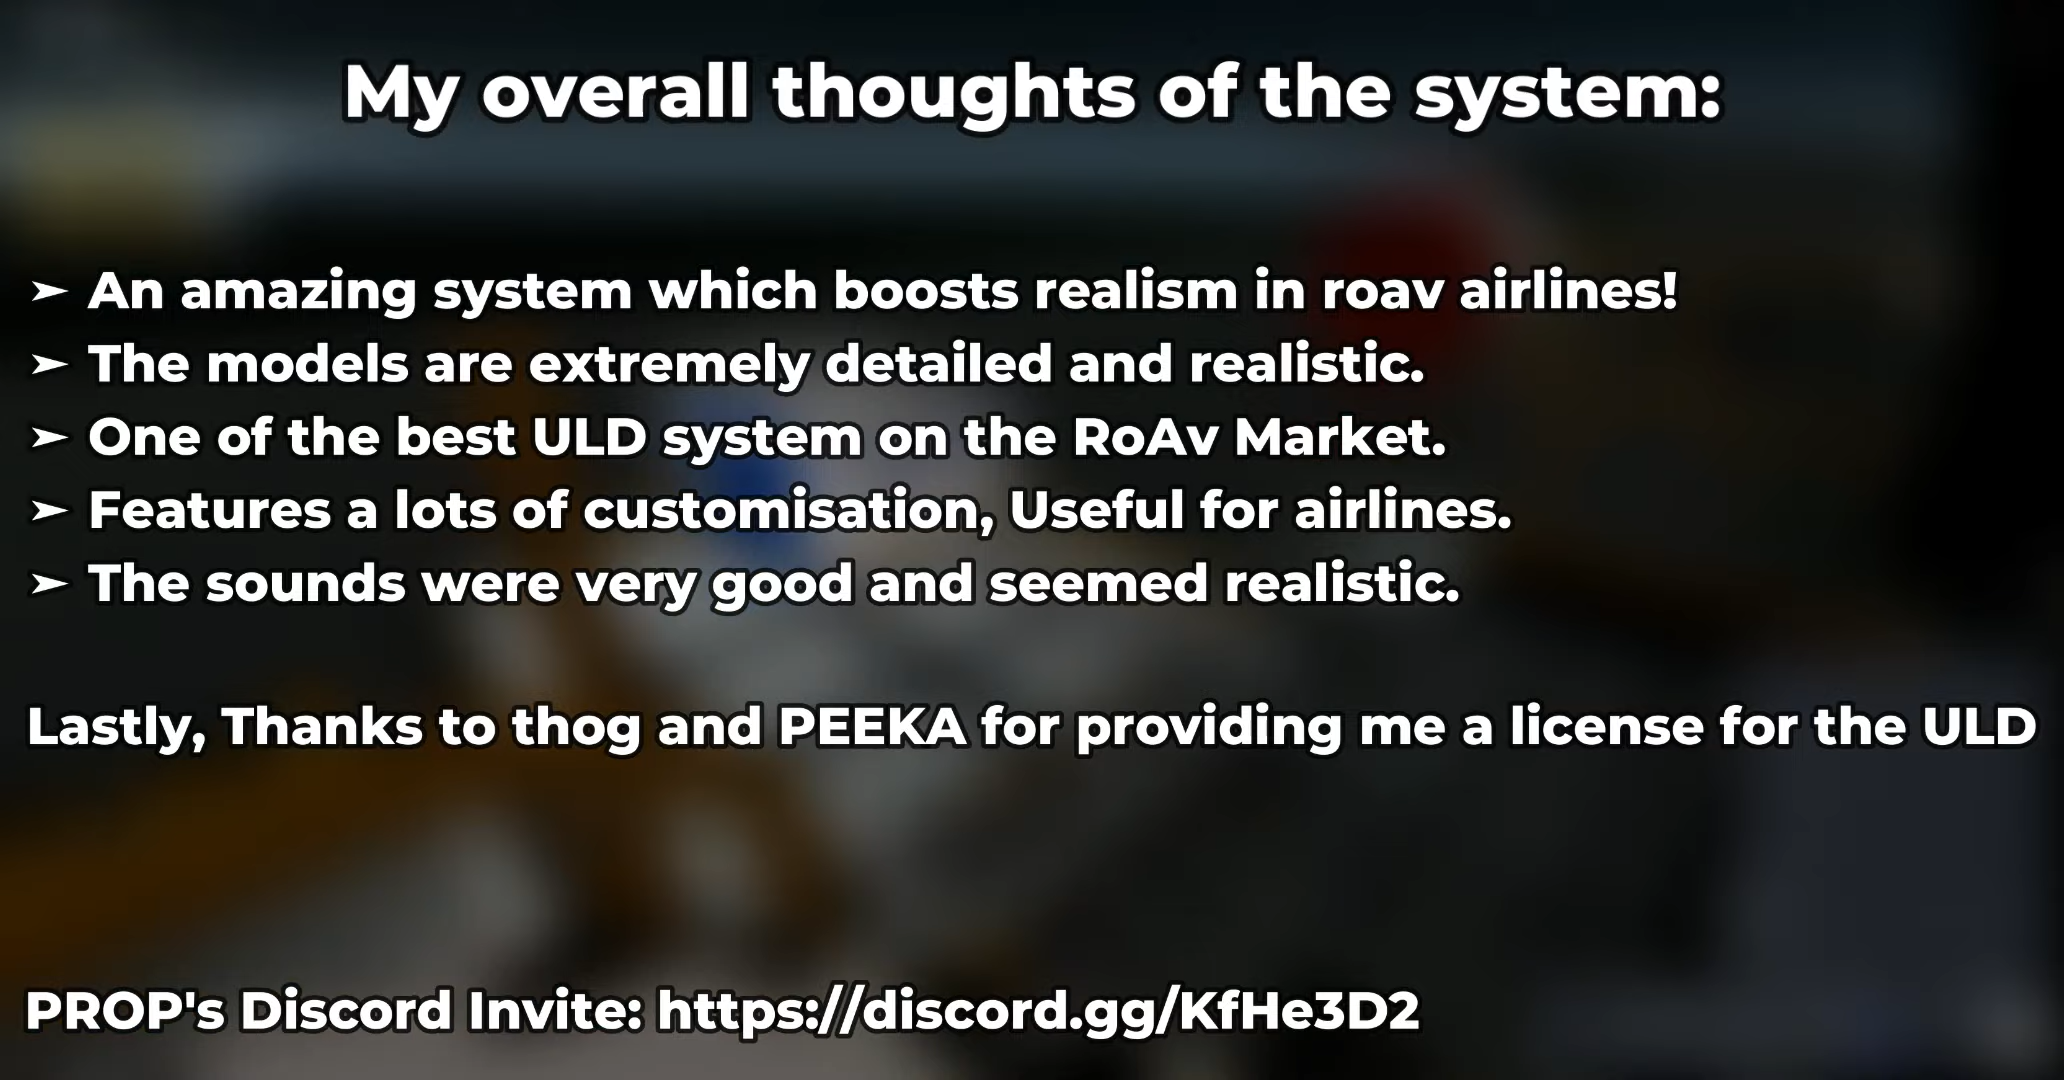 My overall thoughts of the system:
➤ An amazing system which boosts realism in roav airlines!
➤ The models are extremely detailed and realistic.
➤ One of the best ULD system on the RoAv Market.
➤ Features a lots of customisation, Useful for airlines.
➤ The sounds were very good and seemed realistic.
Lastly, Thanks to thog and PEEKA for providing me a license for the ULD
PROP's Discord Invite: https://discord.gg/KfHe3D2